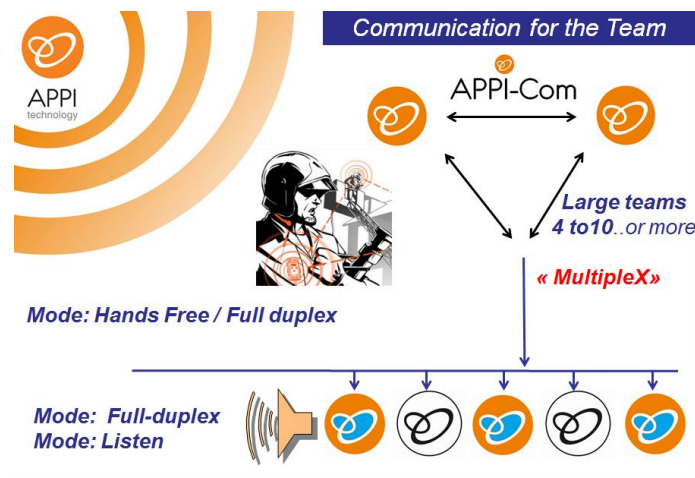 Communication for the Team
APPI
technology
APPI-Com
Large teams
4 to10..or more
« MultipleX»
Mode: Hands Free / Full duplex
Mode:  Full-duplex
Mode: Listen